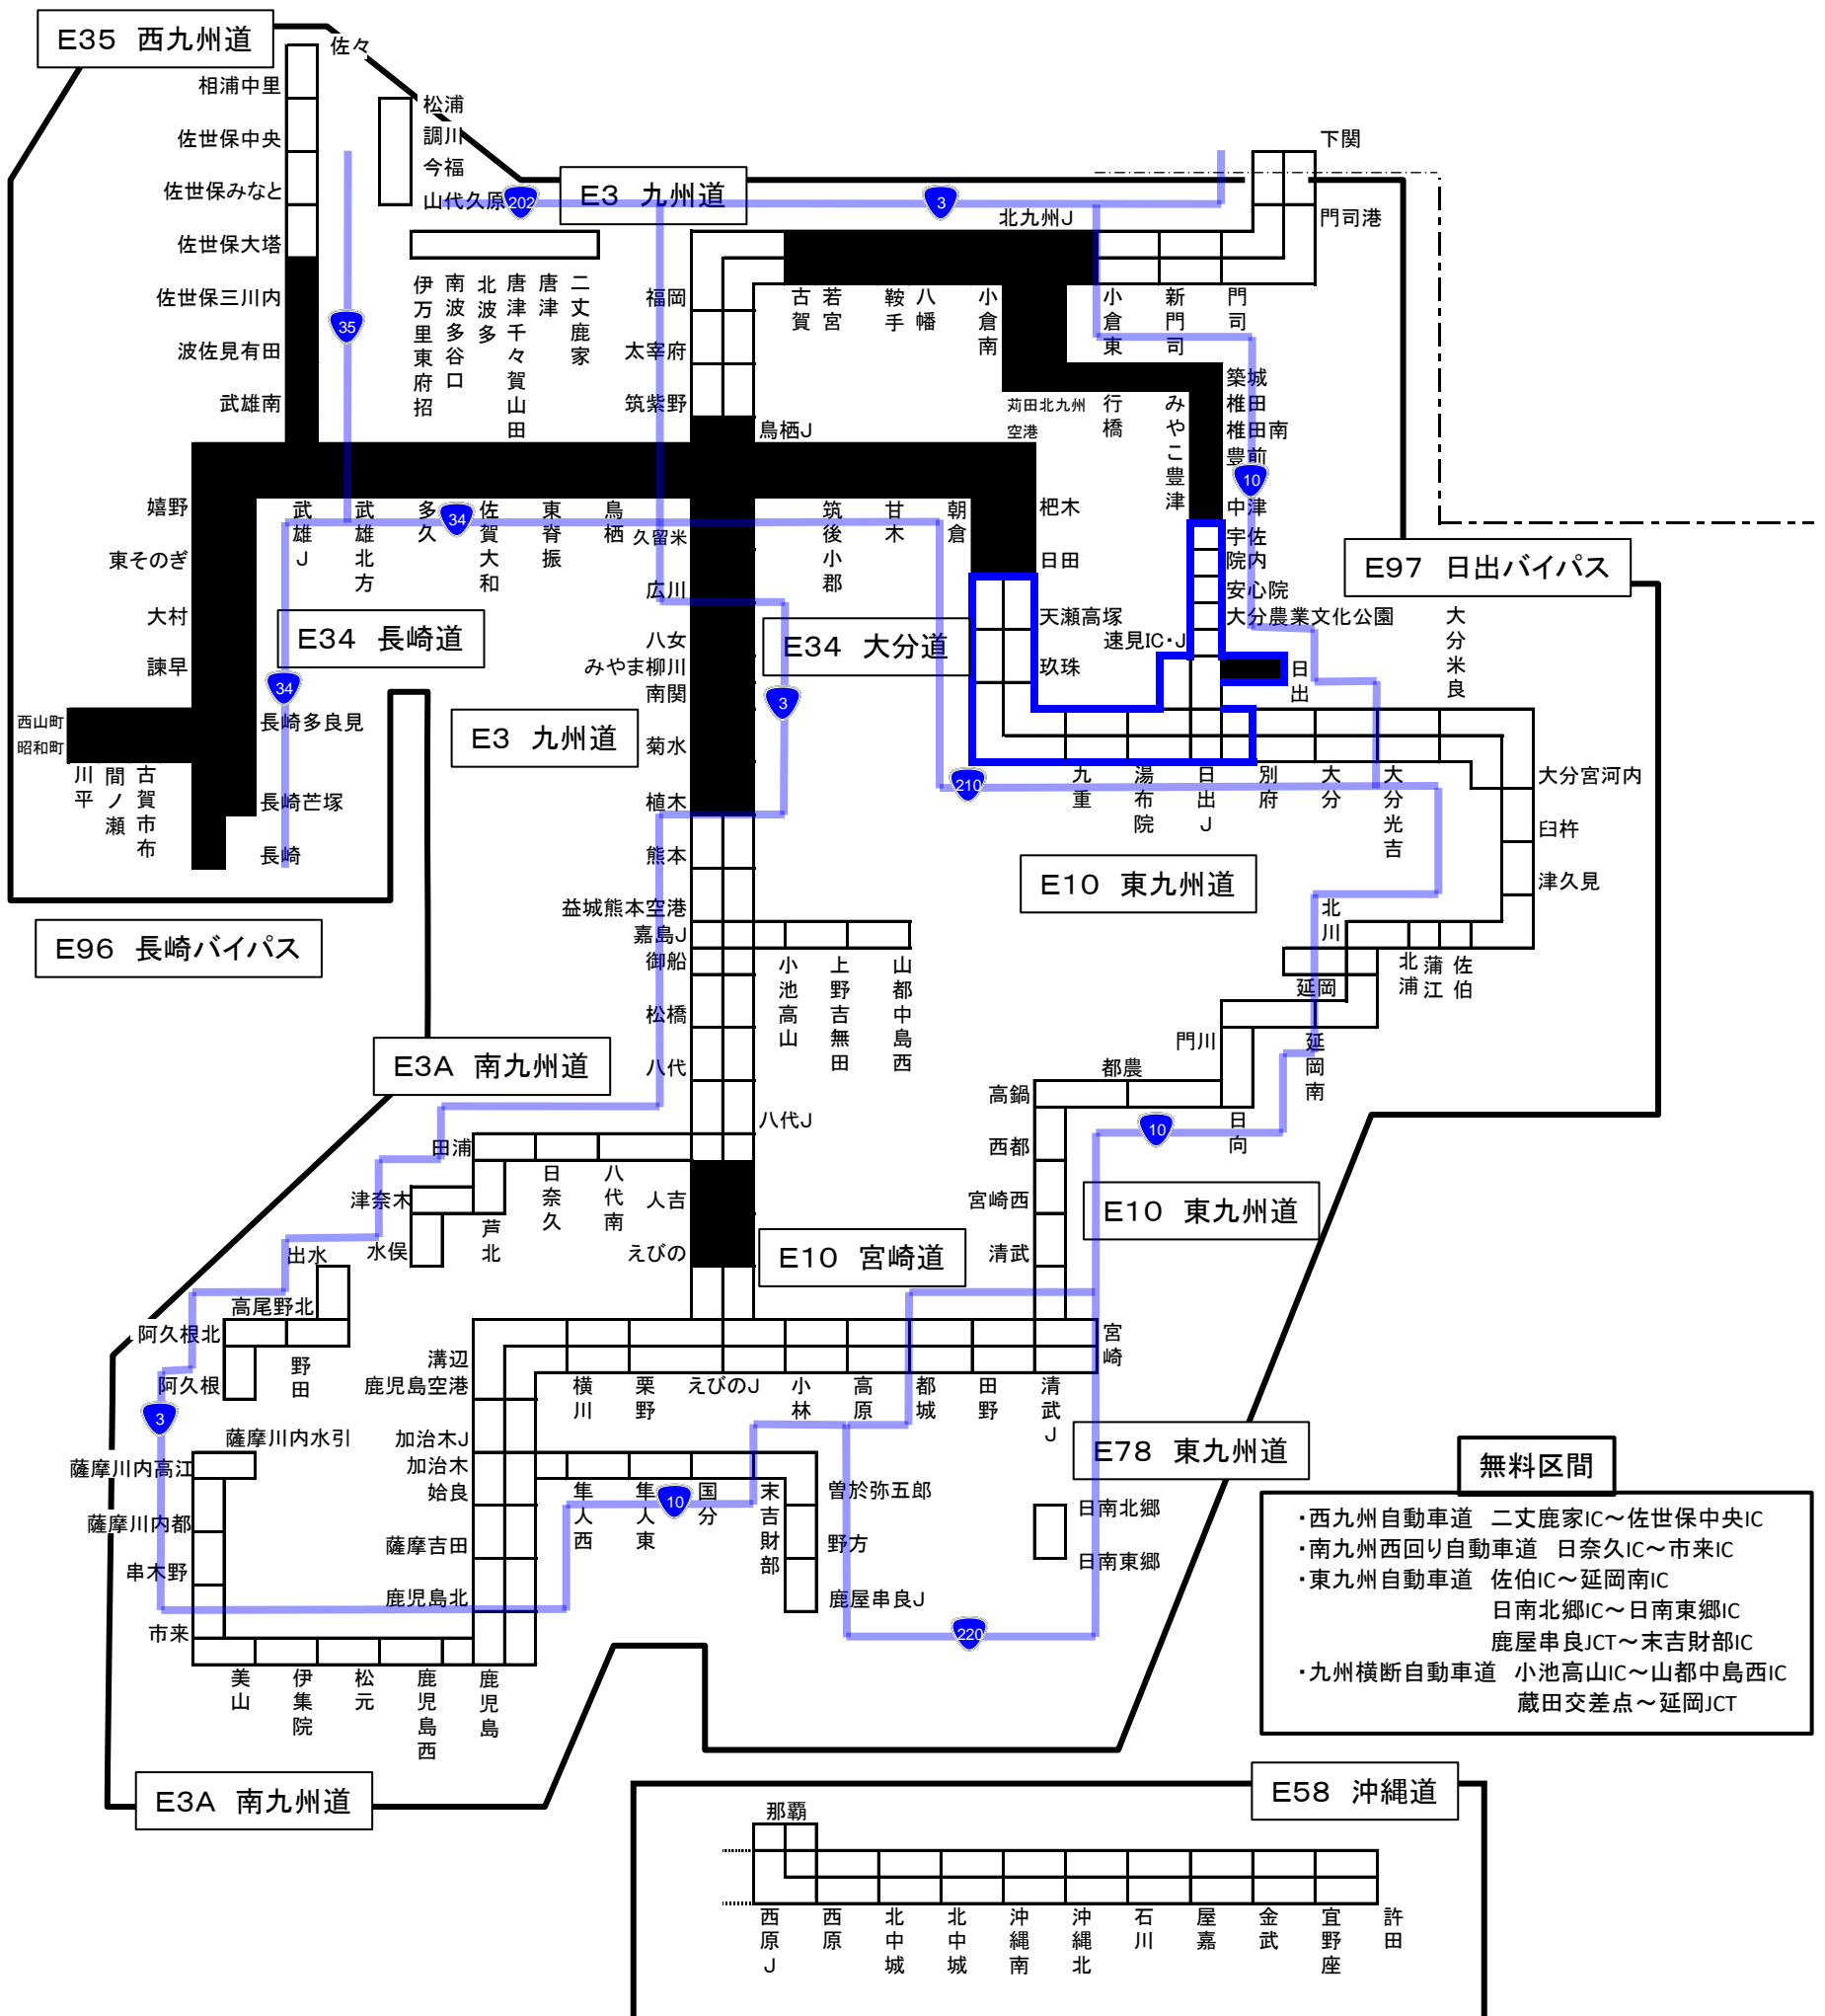 E35 西九州道
佐々
相浦中里
佐世保中央
佐世保みなと
佐世保大塔
佐世保三川内
波佐見有田
武雄南
松浦
調川
今福
山代久原
202
E3 九州道
3
下関
門司港
北九州J
35
伊万里東府招
南波多谷口
北波多
唐津千々賀山田
唐津
二丈鹿家
福岡
太宰府
筑紫野
鳥栖J
古賀
若宮
鞍手
八幡
小倉南
小倉東
新門司
門司
苅田北九州
空港
行橋
みやこ豊津
築城
椎田
椎田南
豊前
10
中津
宇佐
院内
安心院
大分農業文化公園
速見IC・J
日出
嬉野
東そのぎ
大村
諫早
武雄J
武雄北方
多久
34
佐賀大和
東脊振
鳥栖
久留米
広川
八女
みやま柳川
南関
菊水
植木
筑後小郡
甘木
朝倉
杷木
日田
天瀬高塚
玖珠
E97 日出バイパス
大分米良
E34 長崎道
E34 大分道
34
3
西山町
昭和町
川平
間ノ瀬
古賀市布
長崎多良見
長崎芒塚
長崎
E3 九州道
210
九重
湯布院
日出J
別府
大分
大分光吉
大分宮河内
臼杵
津久見
E10 東九州道
E96 長崎バイパス
熊本
益城熊本空港
嘉島J
御船
松橋
八代
八代J
小池高山
上野吉無田
山都中島西
北川
延岡
北浦
蒲江
佐伯
延岡南
門川
都農
高鍋
日向
10
西都
宮崎西
清武
E10 東九州道
E3A 南九州道
田浦
日奈久
八代南
津奈木
芦北
水俣
人吉
えびの
E10 宮崎道
出水
高尾野北
阿久根北
野田
阿久根
3
溝辺
鹿児島空港
横川
栗野
えびのJ
小林
高原
都城
田野
清武J
宮崎
E78 東九州道
薩摩川内水引
薩摩川内高江
薩摩川内都
串木野
市来
加治木J
加治木
姶良
薩摩吉田
鹿児島北
隼人西
隼人東
10
国分
末吉財部
曽於弥五郎
野方
鹿屋串良J
日南北郷
日南東郷
220
美山
伊集院
松元
鹿児島西
鹿児島
E3A 南九州道
無料区間
・西九州自動車道 二丈鹿家IC～佐世保中央IC
・南九州西回り自動車道 日奈久IC～市来IC
・東九州自動車道 佐伯IC～延岡南IC
日南北郷IC～日南東郷IC
鹿屋串良JCT～末吉財部IC
・九州横断自動車道 小池高山IC～山都中島西IC
蔵田交差点～延岡JCT
E58 沖縄道
那覇
西原J
西原
北中城
北中城
沖縄南
沖縄北
石川
屋嘉
金武
宜野座
許田